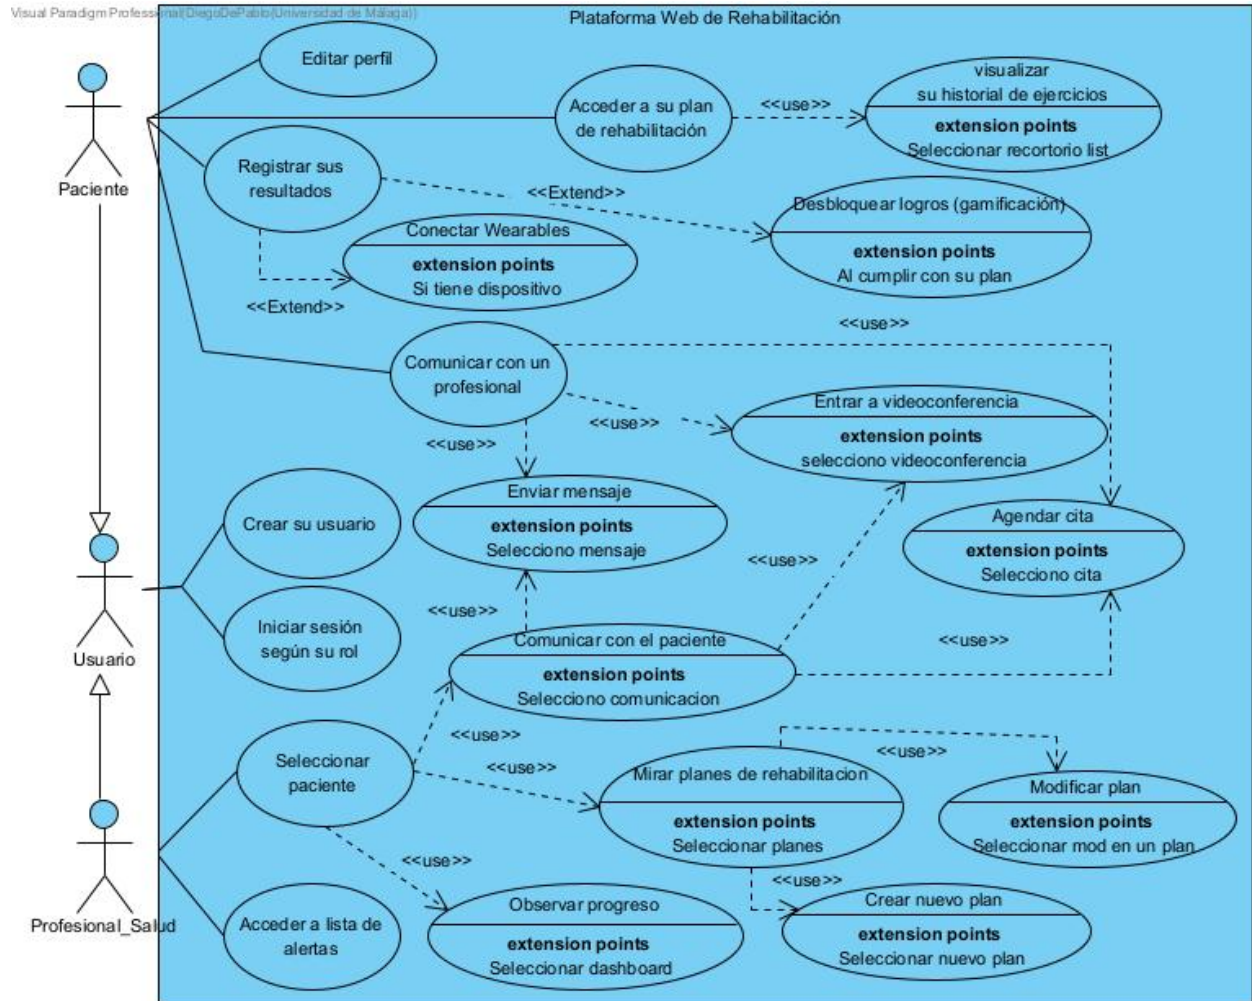 Visual Paradigm Professional(DiegoDePablo(Universidad de Málaga))
Plataforma Web de Rehabilitación
Editar perfil
visualizar
su historial de ejercicios
extension points
Seleccionar recortorio list
Acceder a su plan
de rehabilitación
<<use>>
Paciente
Registrar sus
resultados
<<Extend>>
Desbloquear logros (gamificación)
extension points
Al cumplir con su plan
Conectar Wearables
extension points
Si tiene dispositivo
<<Extend>>
<<use>>
Comunicar con un
profesional
Entrar a videoconferencia
extension points
selecciono videoconferencia
<<use>>
<<use>>
Enviar mensaje
extension points
Selecciono mensaje
Crear su usuario
Agendar cita
extension points
Selecciono cita
<<use>>
<<use>>
Iniciar sesión
según su rol
Usuario
Comunicar con el paciente
extension points
Selecciono comunicacion
<<use>>
<<use>>
Seleccionar
paciente
<<use>>
Mirar planes de rehabilitacion
extension points
Seleccionar planes
<<use>>
Modificar plan
extension points
Seleccionar mod en un plan
<<use>>
<<use>>
Profesional_Salud
Acceder a lista de
alertas
Observar progreso
extension points
Seleccionar dashboard
Crear nuevo plan
extension points
Seleccionar nuevo plan